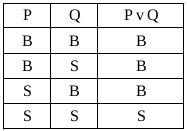 P Q P v Q
B B B
B S B
S B B
S S S